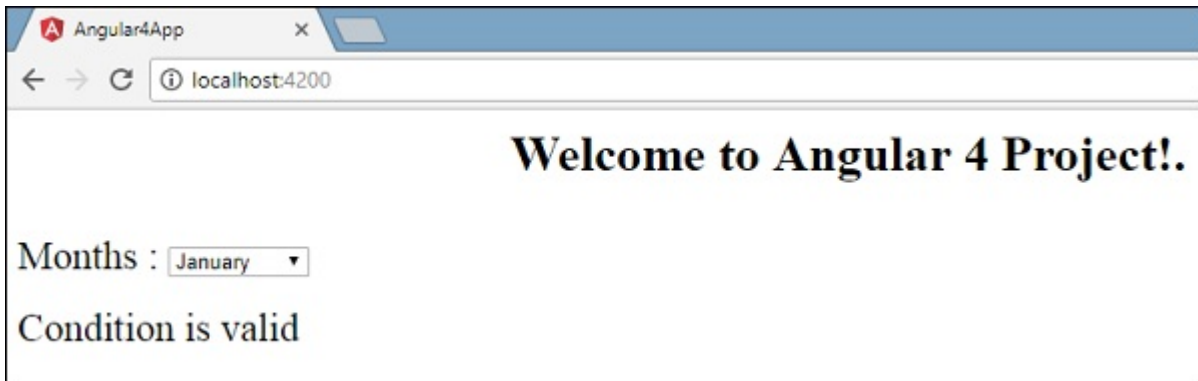 Angular4App
localhost:4200
Welcome to Angular 4 Project!.
Months : January
Condition is valid